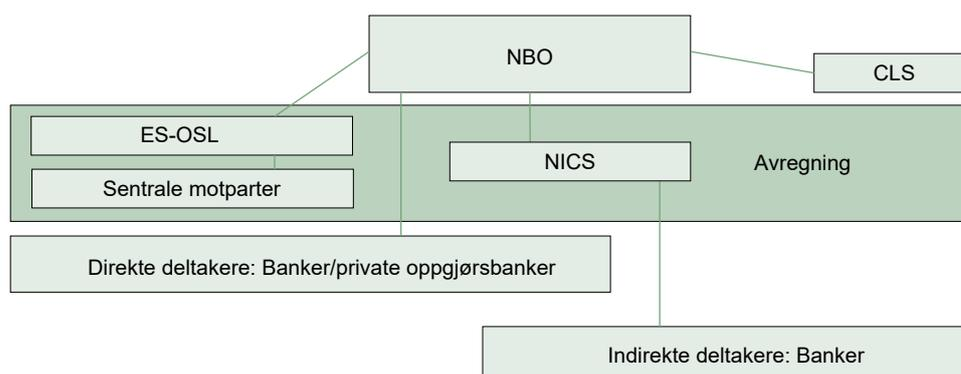 NBO
CLS
ES-OSL
NICS
Avregning
Sentrale motparter
Direkte deltakere: Banker/private oppgjørsbanker
Indirekte deltakere: Banker